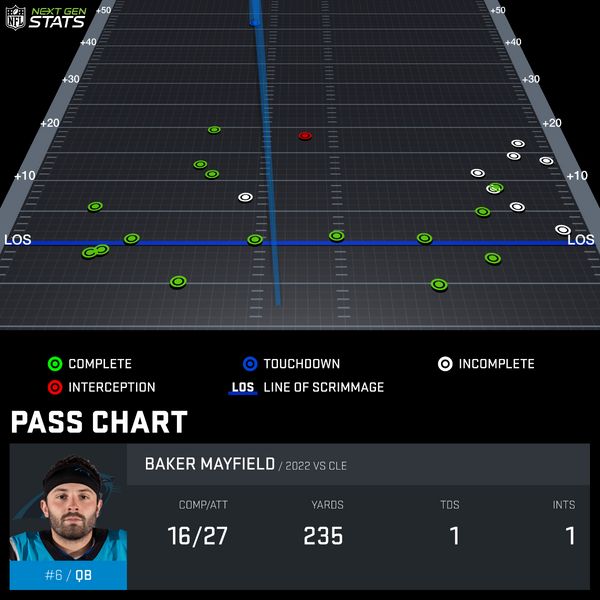 NFL NEXT GEN STATS
+50 +50
+40 +40
+30 +30
+20 +20
+10 +10
LOS LOS
COMPLETE TOUCHDOWN INCOMPLETE
INTERCEPTION LOS LINE OF SCRIMMAGE
PASS CHART
BAKER MAYFIELD / 2022 VS CLE
COMP/ATT YARDS TDS INTS
16/27 235 1 1
#6 / QB